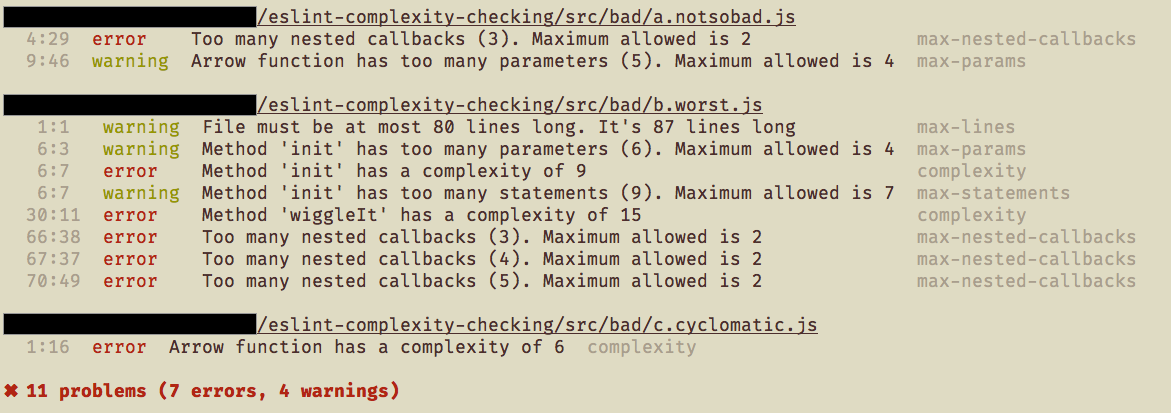 /eslint-complexity-checking/src/bad/a.notsobad.js
4:29 error Too many nested callbacks (3). Maximum allowed is 2 max-nested-callbacks
9:46 warning Arrow function has too many parameters (5). Maximum allowed is 4 max-params
/eslint-complexity-checking/src/bad/b.worst.js
1:1 warning File must be at most 80 lines long. It's 87 lines long max-lines
6:3 warning Method 'init' has too many parameters (6). Maximum allowed is 4 max-params
6:7 error Method 'init' has a complexity of 9 complexity
6:7 warning Method 'init' has too many statements (9). Maximum allowed is 7 max-statements
30:11 error Method 'wiggleIt' has a complexity of 15 complexity
66:38 error Too many nested callbacks (3). Maximum allowed is 2 max-nested-callbacks
67:37 error Too many nested callbacks (4). Maximum allowed is 2 max-nested-callbacks
70:49 error Too many nested callbacks (5). Maximum allowed is 2 max-nested-callbacks
/eslint-complexity-checking/src/bad/c.cyclomatic.js
1:16 error Arrow function has a complexity of 6 complexity
✖ 11 problems (7 errors, 4 warnings)